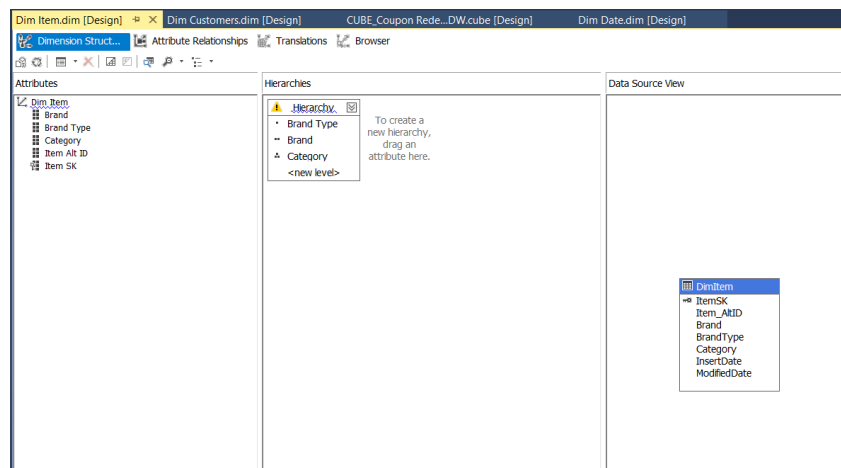 Dim Item.dim [Design]
Dim Customers.dim [Design]
CUBE_Coupon Rede...DW.cube [Design]
Dim Date.dim [Design]
Dimension Struct...
Attribute Relationships
Translations
Browser
Attributes
Dim Item
Brand
Brand Type
Category
Item Alt ID
Item SK
Hierarchies
Hierarchy
Brand Type
Brand
Category
<new level>
To create a
new hierarchy,
drag an
attribute here.
Data Source View
DimItem
ItemSK
Item_AltID
Brand
BrandType
Category
InsertDate
ModifiedDate